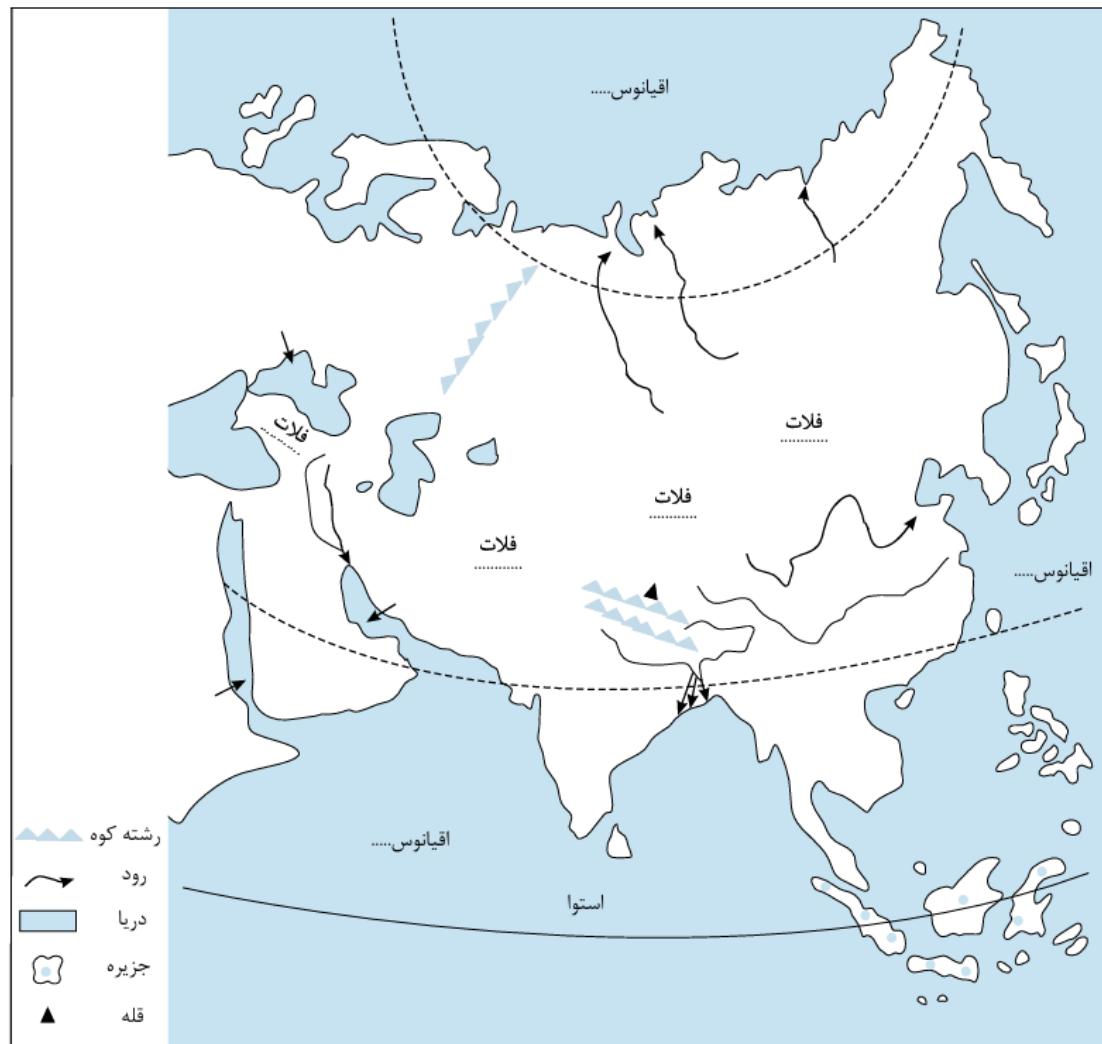 اقیانوس.....
فلات
............
فلات
............
فلات
............
فلات
............
اقیانوس.....
اقیانوس.....
استوا
رشته کوه
رود
دریا
جزیره
قله